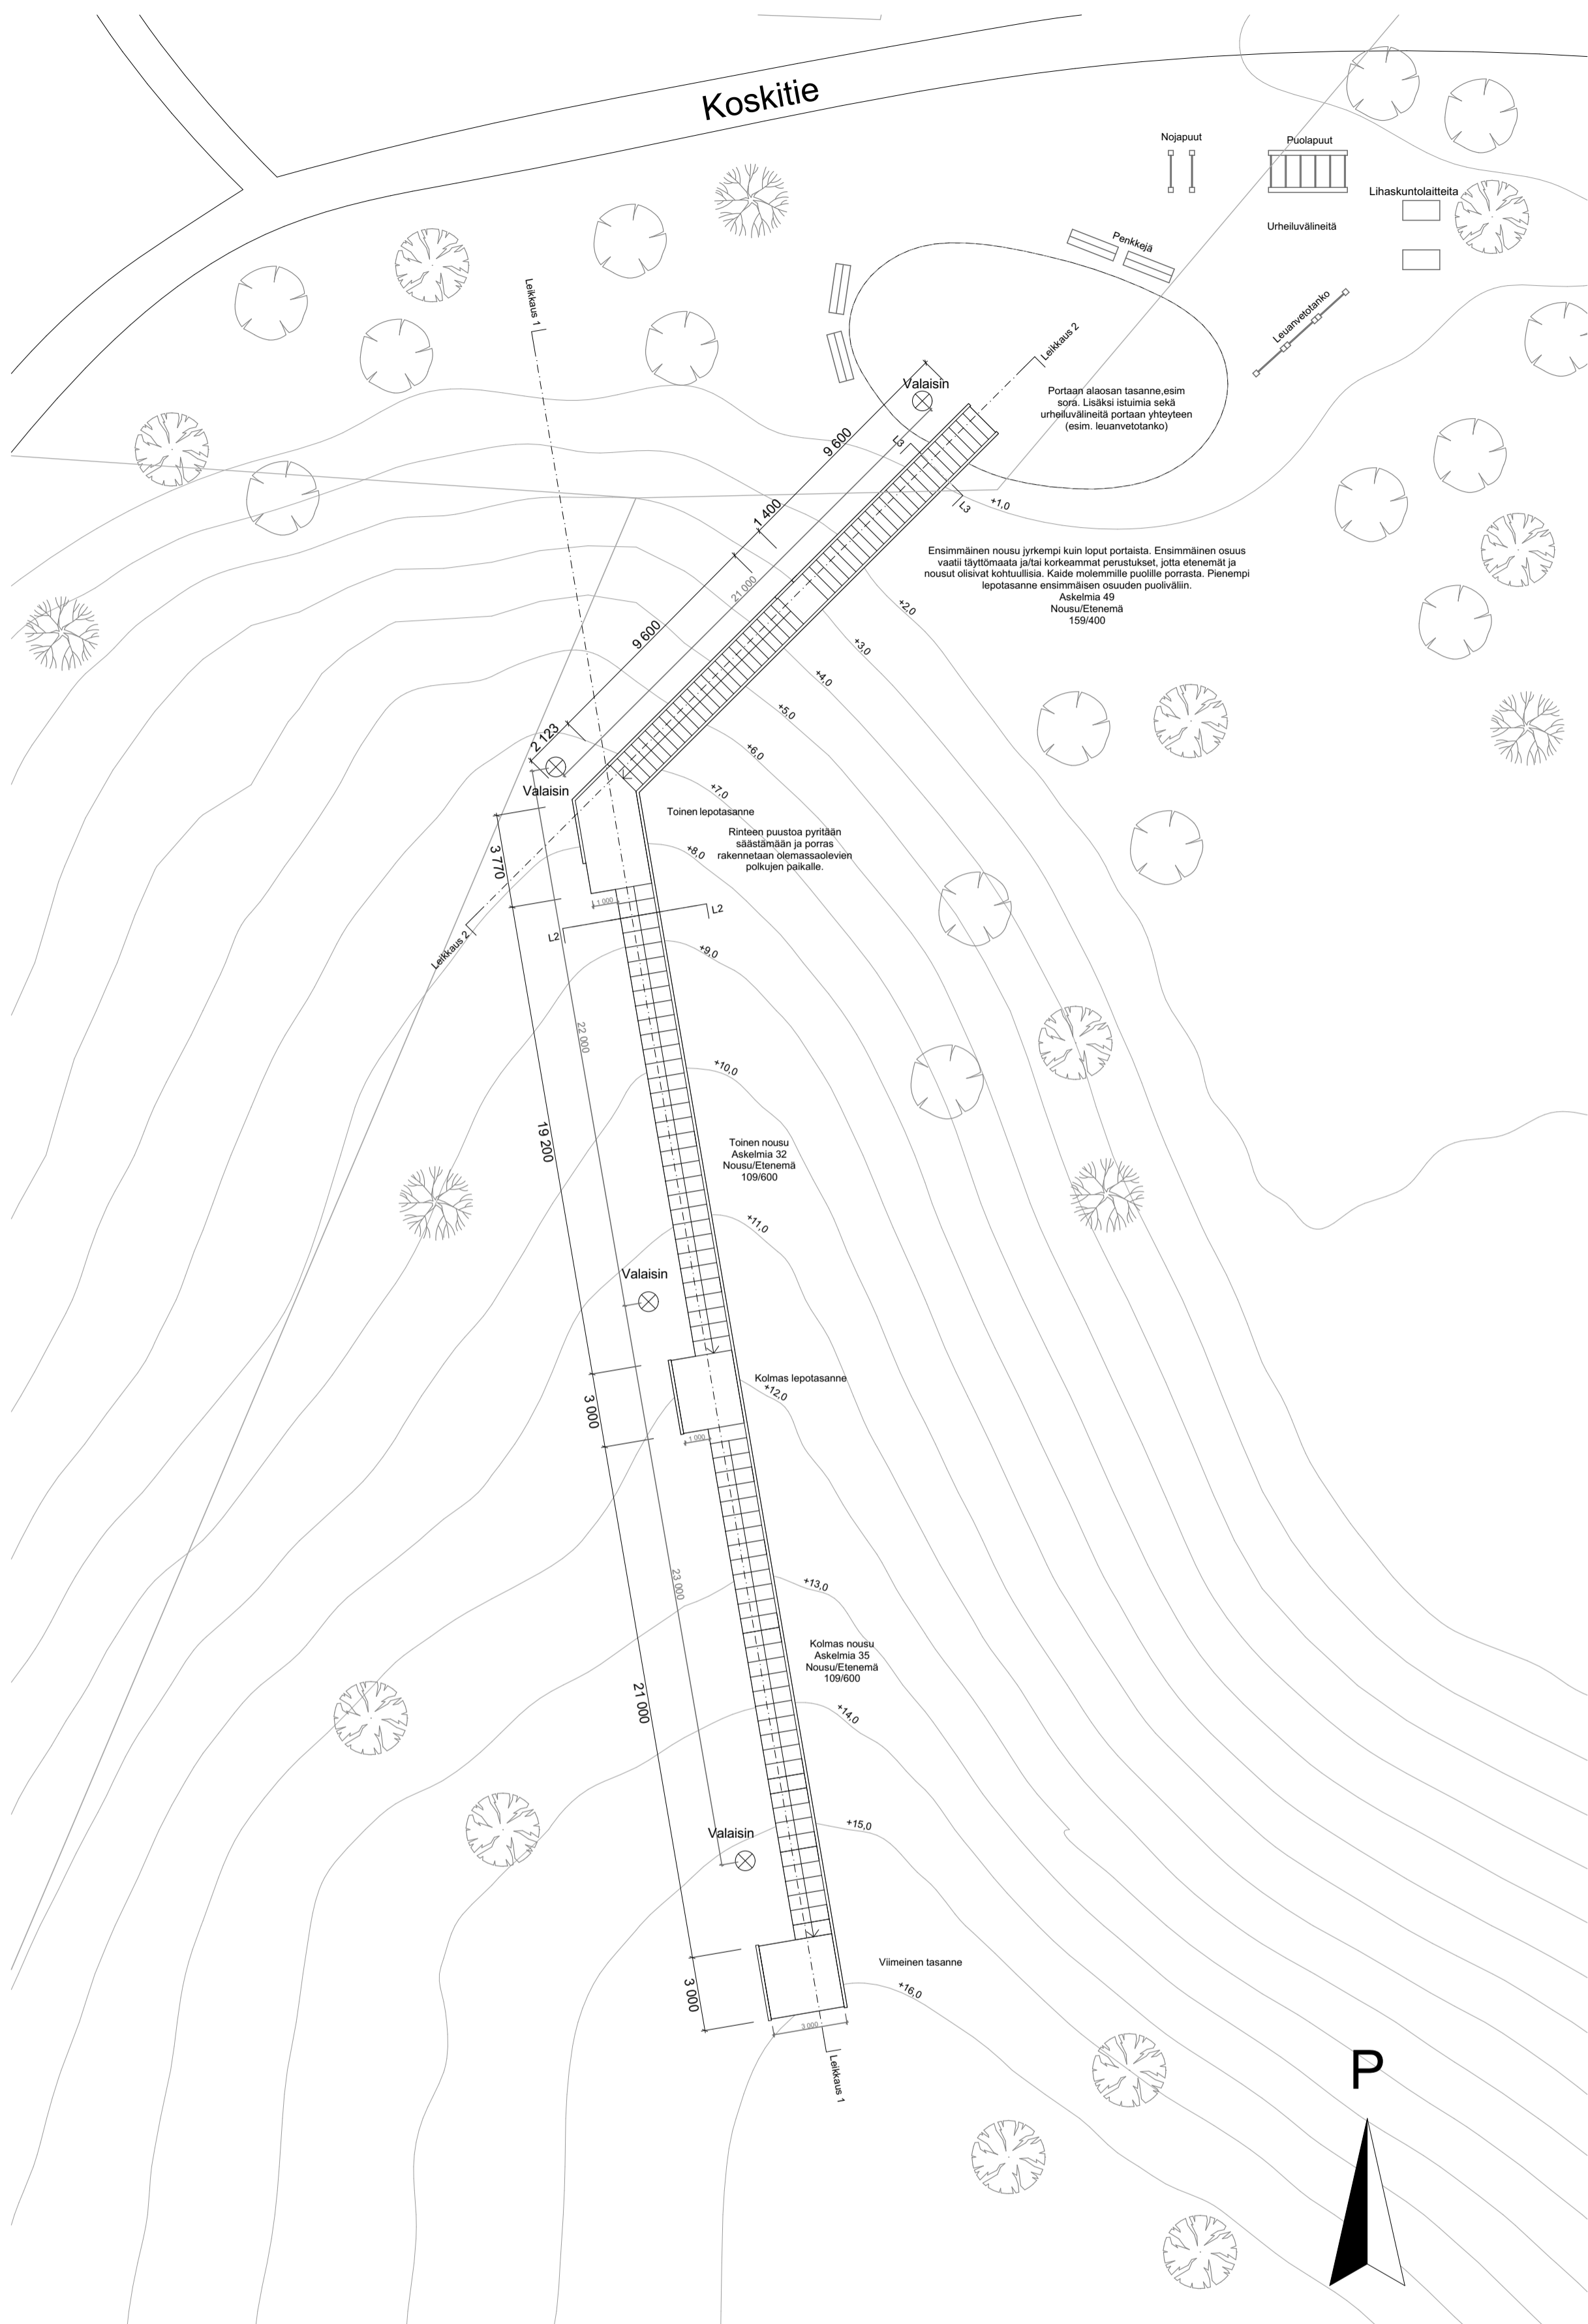 Koskitie
Nojapuut
Puolapuut
Lihaskuntolaitteita
Urheiluvälineitä
Penkkejä
Leuanvetotanko
Leikkaus 1
Leikkaus 2
Valaisin
Portaan alaosan tasanne,esim
sora. Lisäksi istuimia sekä
urheiluvälineitä portaan yhteyteen
(esim. leuanvetotanko)
9 600
L3
L3
+1,0
1 400
Ensimmäinen nousu jyrkempi kuin loput portaista. Ensimmäinen osuus
vaatii täyttömaata ja/tai korkeammat perustukset, jotta etenemät ja
nousut olisivat kohtuullisia. Kaide molemmille puolille porrasta. Pienempi
lepotasanne ensimmäisen osuuden puoliväliin.
Askelmia 49
Nousu/Etenemä
159/400
21 000
9 600
+2,0
+3,0
+4,0
+5,0
+6,0
+7,0
2 123
Valaisin
Toinen lepotasanne
Rinteen puustoa pyritään
säästämään ja porras
rakennetaan olemassaolevien
polkujen paikalle.
+8,0
3 770
1 000
L2
L2
Leikkaus 2
+9,0
22 000
+10,0
19 200
Toinen nousu
Askelmia 32
Nousu/Etenemä
109/600
+11,0
Valaisin
Kolmas lepotasanne
+12,0
3 000
1 000
23 000
+13,0
Kolmas nousu
Askelmia 35
Nousu/Etenemä
109/600
21 000
+14,0
Valaisin
+15,0
Viimeinen tasanne
+16,0
3 000
3 000
Leikkaus 1
P